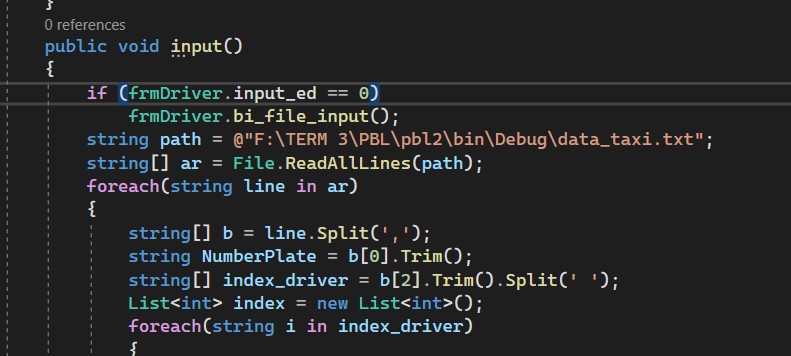 }
0 references
public void input()
{
if (frmDriver.input_ed == 0)
frmDriver.bi_file_input();
string path = @"F:\TERM 3\PBL\pbl2\bin\Debug\data_taxi.txt";
string[] ar = File.ReadAllLines(path);
foreach(string line in ar)
{
string[] b = line.Split(',');
string NumberPlate = b[0].Trim();
string[] index_driver = b[2].Trim().Split(' ');
List<int> index = new List<int>();
foreach(string i in index_driver)
{